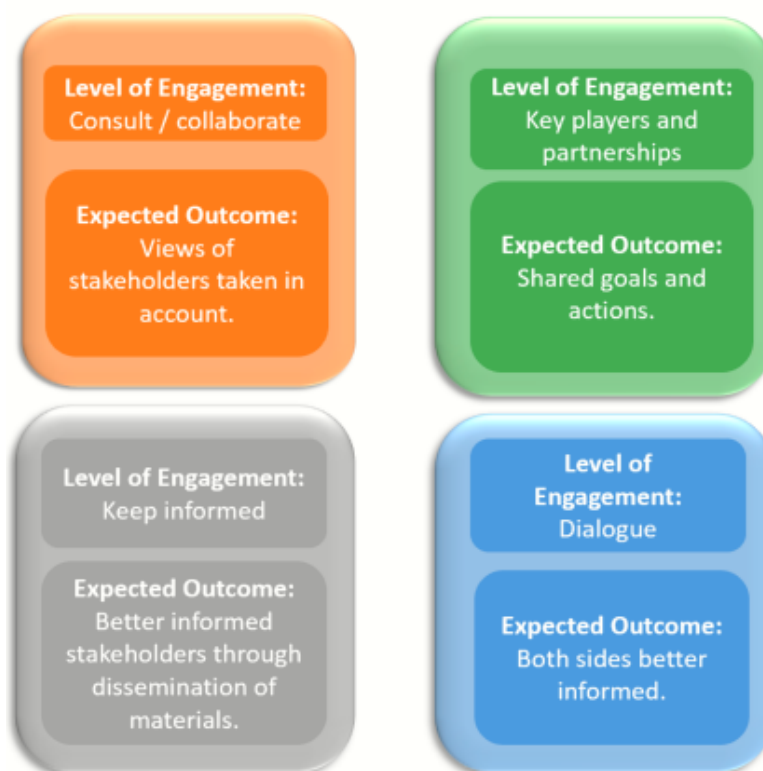 Level of Engagement:
Consult / collaborate
Expected Outcome:
Views of
stakeholders taken in
account.
Level of Engagement:
Key players and
partnerships
Expected Outcome:
Shared goals and
actions.
Level of Engagement:
Keep informed
Expected Outcome:
Better informed
stakeholders through
dissemination of
materials.
Level of
Engagement:
Dialogue
Expected Outcome:
Both sides better
informed.